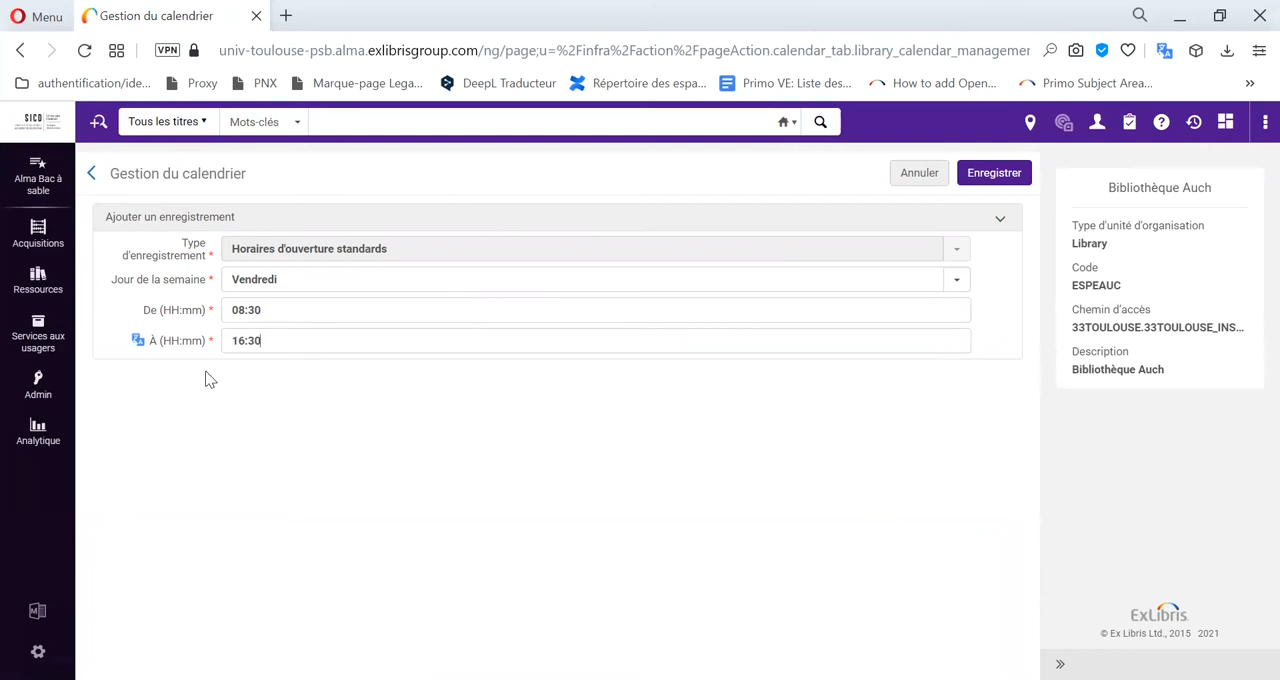 Menu
Gestion du calendrier
VPN
univ-toulouse-psb.alma.exlibrisgroup.com/ng/page;u=%2Finfra%2Faction%2FpageAction.calendar_tab.library_calendar_managemer
authentification/ide...
Proxy
PNX
Marque-page Lega...
DeepL Traducteur
Répertoire des espa...
Primo VE: Liste des...
How to add Open...
Primo Subject Area...
SICD
Tous les titres
Mots-clés
Alma Bac à
sable
Acquisitions
Ressources
Services aux
usagers
Admin
Analytique
Gestion du calendrier
Annuler
Enregistrer
Ajouter un enregistrement
Type
d'enregistrement *
Horaires d'ouverture standards
Jour de la semaine *
Vendredi
De (HH:mm) *
08:30
À (HH:mm) *
16:30
Bibliothèque Auch
Type d'unité d'organisation
Library
Code
ESPEAUC
Chemin d'accès
33TOULOUSE.33TOULOUSE_INS...
Description
Bibliothèque Auch
ExLibris
© Ex Libris Ltd., 2015 2021